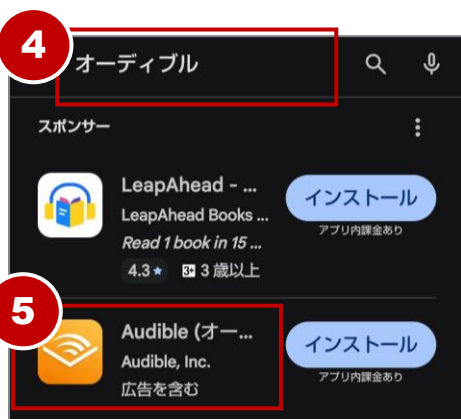 4
オーディブル
スポンサー
LeapAhead - ...
インストール
LeapAhead Books ...
アプリ内課金あり
Read 1 book in 15 ...
4.3★ 3+ 3 歳以上
5
Audible (オー...
インストール
Audible, Inc.
アプリ内課金あり
広告を含む